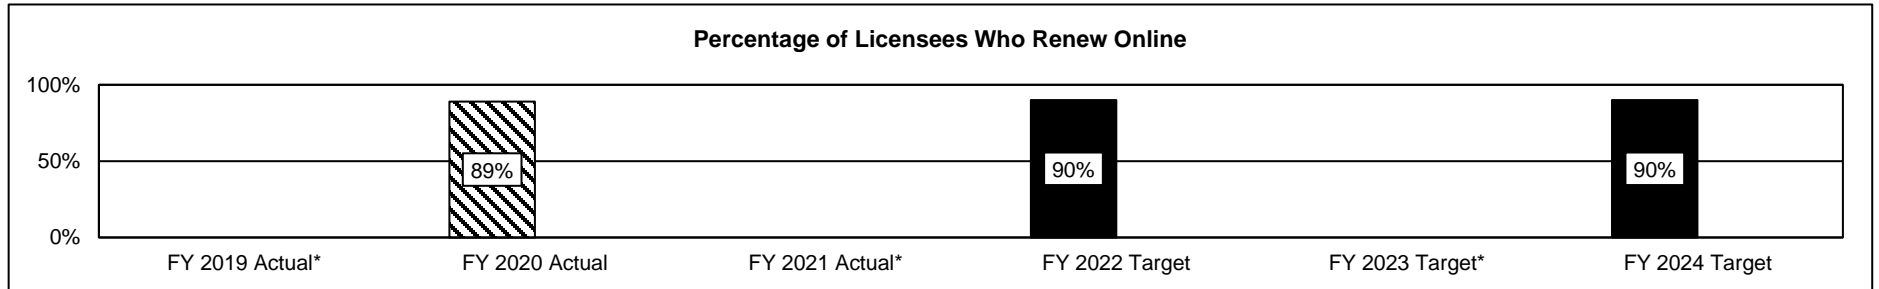 Percentage of Licensees Who Renew Online
100%
50%
0%
89%
90%
90%
FY 2019 Actual*
FY 2020 Actual
FY 2021 Actual*
FY 2022 Target
FY 2023 Target*
FY 2024 Target